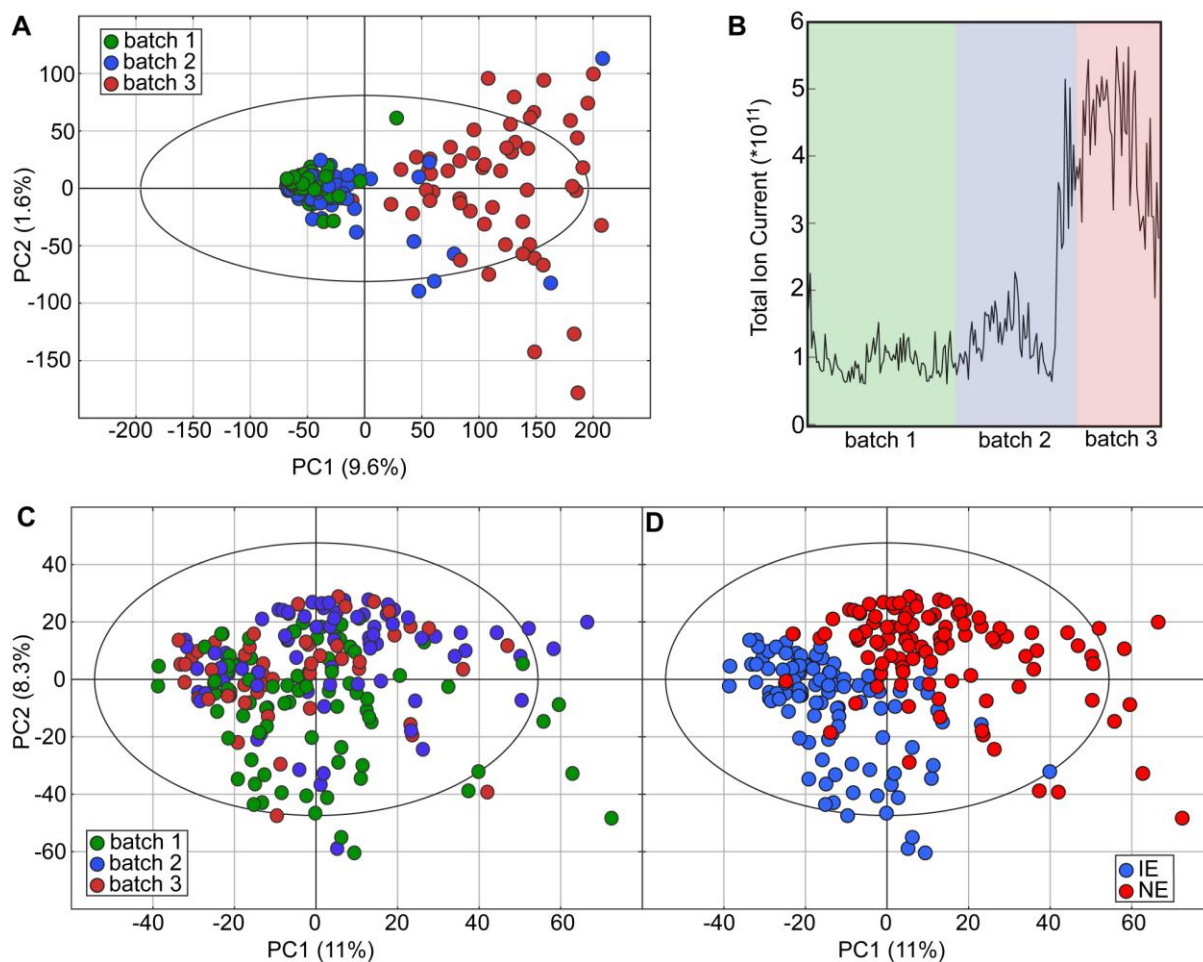 A
batch 1
batch 2
batch 3
100
50
0
-50
-100
-150
PC2 (1.6%)
-200 -150 -100 -50 0 50 100 150 200
PC1 (9.6%)
B
6
5
4
3
2
1
0
Total Ion Current (*10¹¹)
batch 1 batch 2 batch 3
C
40
20
0
-20
-40
-60
PC2 (8.3%)
batch 1
batch 2
batch 3
-40 -20 0 20 40 60
PC1 (11%)
D
IE
NE
-40 -20 0 20 40 60
PC1 (11%)